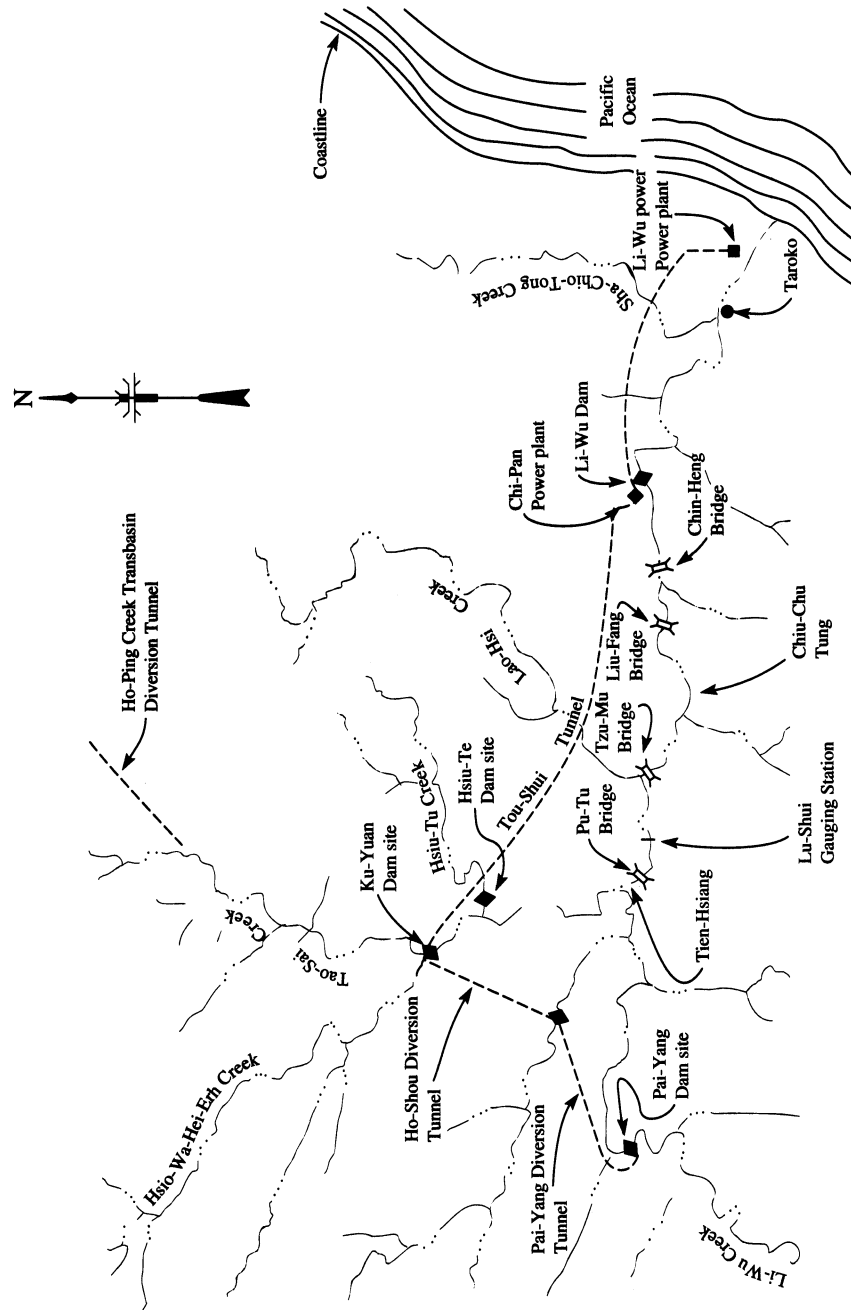 N
Coastline
Pacific
Ocean
Li-Wu power
Power plant
Sha-Chio-Tong Creek
Taroko
Li-Wu Dam
Chi-Pan
Power plant
Chin-Heng
Bridge
Ho-Ping Creek Transbasin
Diversion Tunnel
Lao-Hsi
Creek
Liu-Fang
Bridge
Chiu-Chu
Tung
Tzu-Mu
Bridge
Tou-Shui Tunnel
Hsiu-Tu Creek
Hsiu-Te
Dam site
Pu-Tu
Bridge
Lu-Shui
Gauging Station
Ku-Yuan
Dam site
Tao-Sai
Creek
Tien-Hsiang
Hsio-Wa-Hei-Erh Creek
Ho-Shou Diversion
Tunnel
Pai-Yang
Dam site
Pai-Yang Diversion
Tunnel
Li-Wu Creek